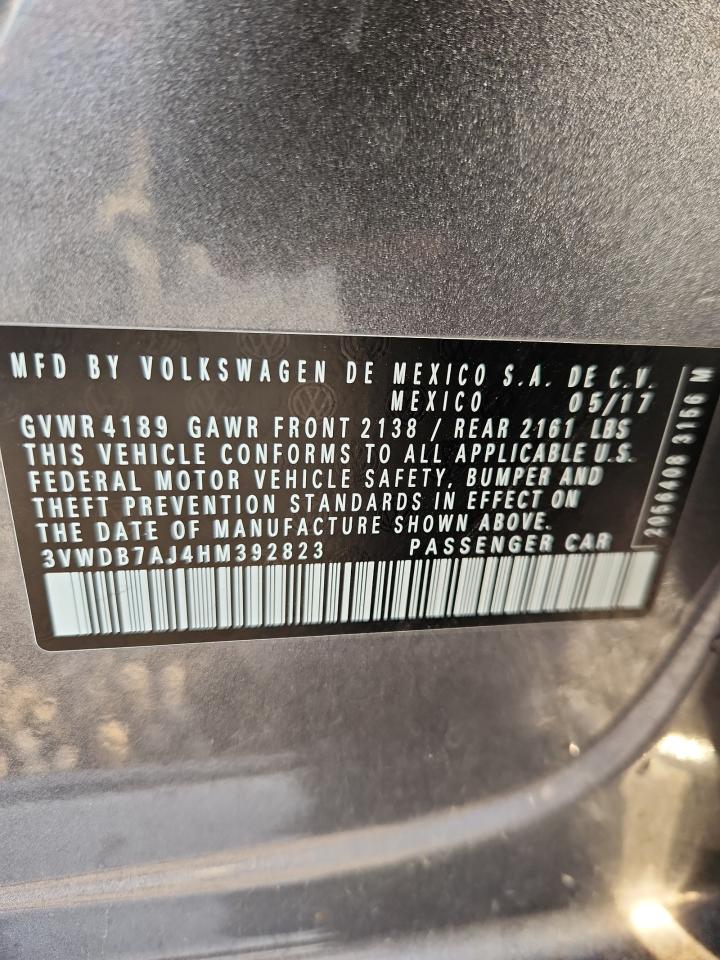 MFD BY VOLKSWAGEN DE MEXICO S.A. DE C.V.
MEXICO 05/17
GVWR 4189 GAWR FRONT 2138 / REAR 2161 LBS
THIS VEHICLE CONFORMS TO ALL APPLICABLE U.S.
FEDERAL MOTOR VEHICLE SAFETY, BUMPER AND
THEFT PREVENTION STANDARDS IN EFFECT ON
THE DATE OF MANUFACTURE SHOWN ABOVE.
3VWDB7AJ4HM392823 PASSENGER CAR
2056408 3166 M